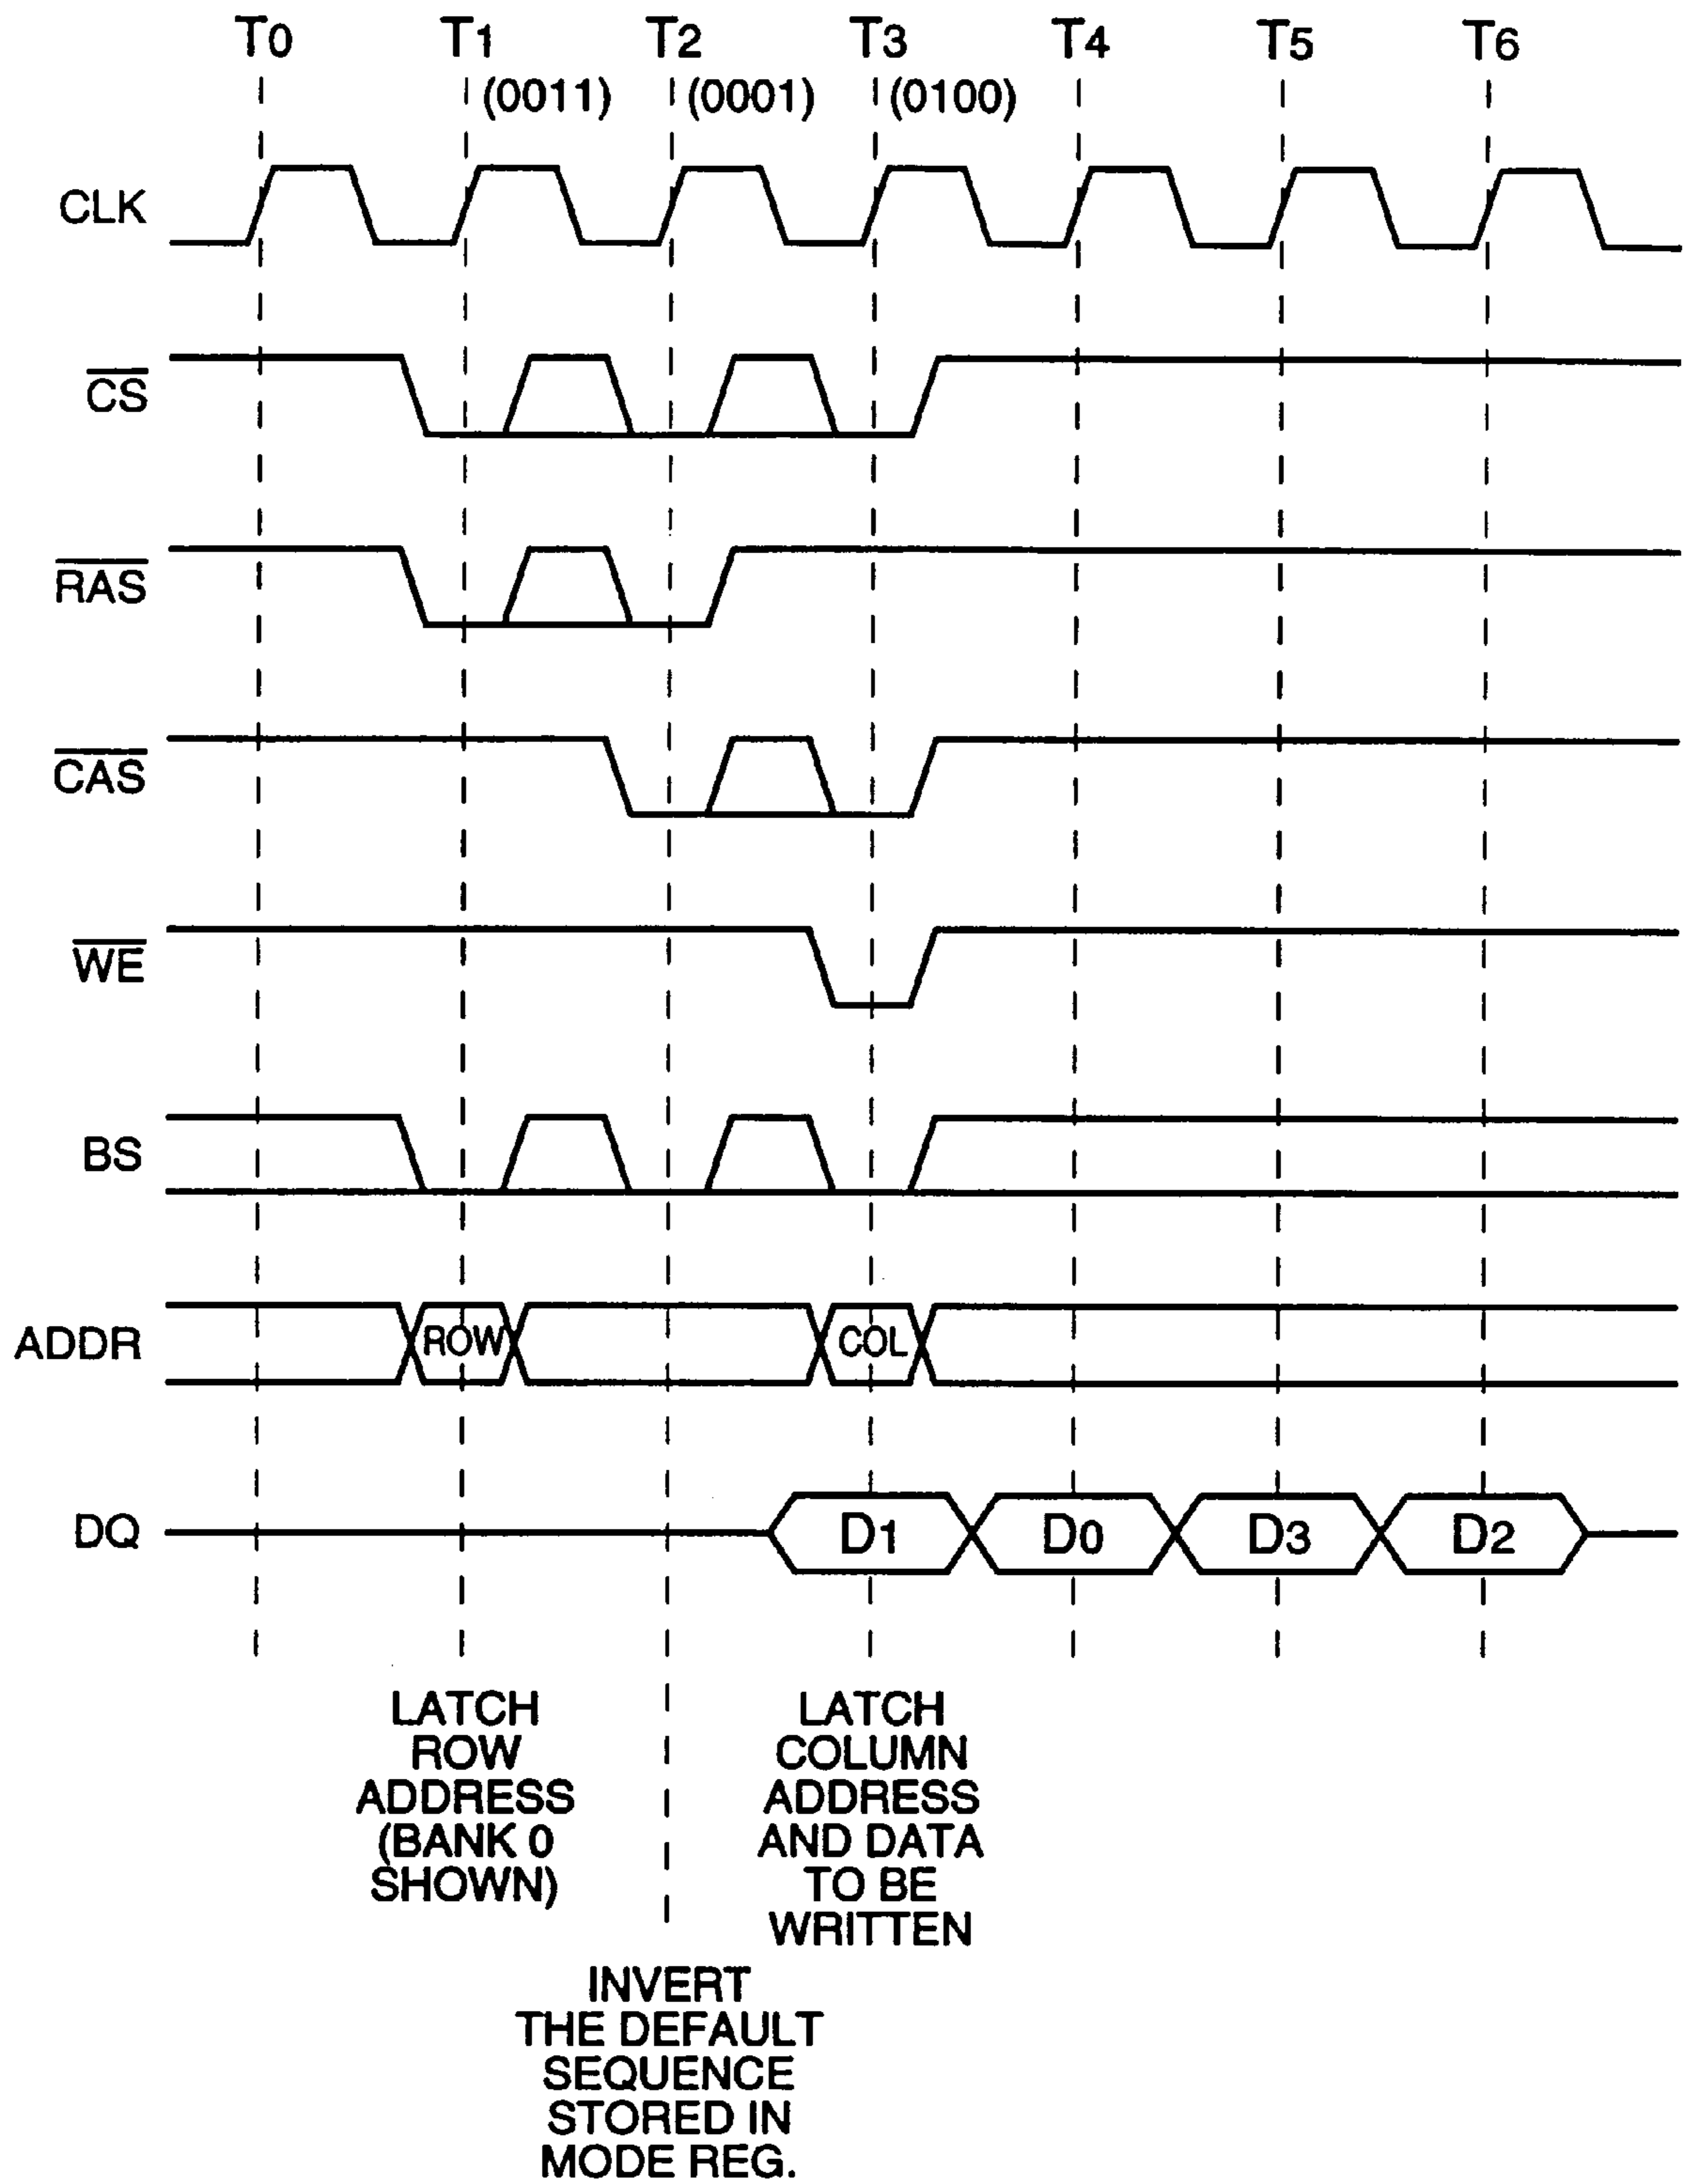 T0 T1 T2 T3 T4 T5 T6
(0011) (0001) (0100)
CLK
CS
RAS
CAS
WE
BS
ADDR ROW COL
DQ D1 D0 D3 D2
LATCH
ROW
ADDRESS
(BANK 0
SHOWN)
LATCH
COLUMN
ADDRESS
AND DATA
TO BE
WRITTEN
INVERT
THE DEFAULT
SEQUENCE
STORED IN
MODE REG.